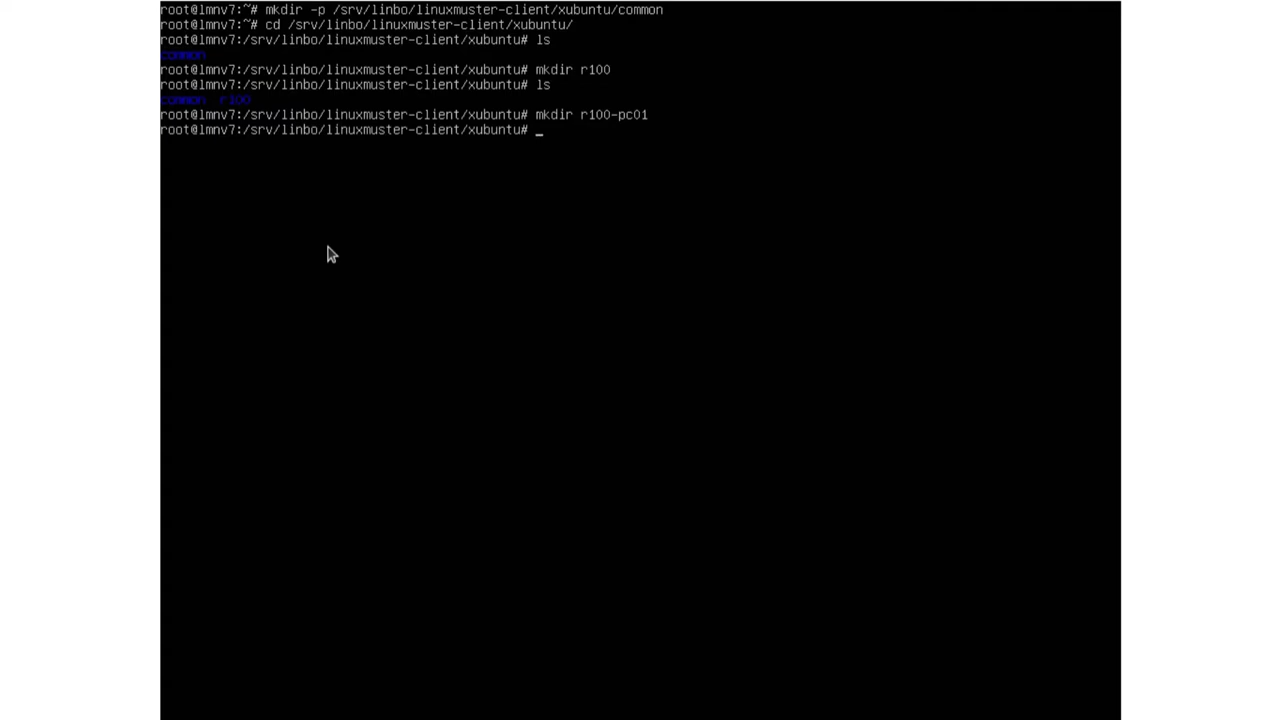 root@lmnv7:~# mkdir -p /srv/linbo/linuxmuster-client/xubuntu/common
root@lmnv7:~# cd /srv/linbo/linuxmuster-client/xubuntu/
root@lmnv7:/srv/linbo/linuxmuster-client/xubuntu# ls
common
root@lmnv7:/srv/linbo/linuxmuster-client/xubuntu# mkdir r100
root@lmnv7:/srv/linbo/linuxmuster-client/xubuntu# ls
common  r100
root@lmnv7:/srv/linbo/linuxmuster-client/xubuntu# mkdir r100-pc01
root@lmnv7:/srv/linbo/linuxmuster-client/xubuntu# _